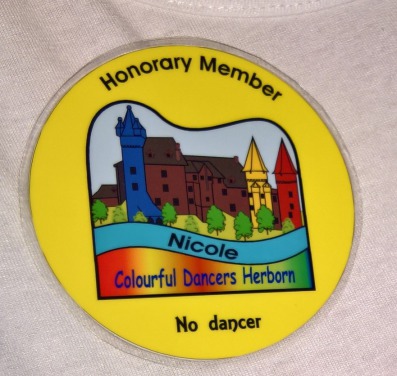 Honorary Member
Nicole
Colourful Dancers Herborn
No dancer